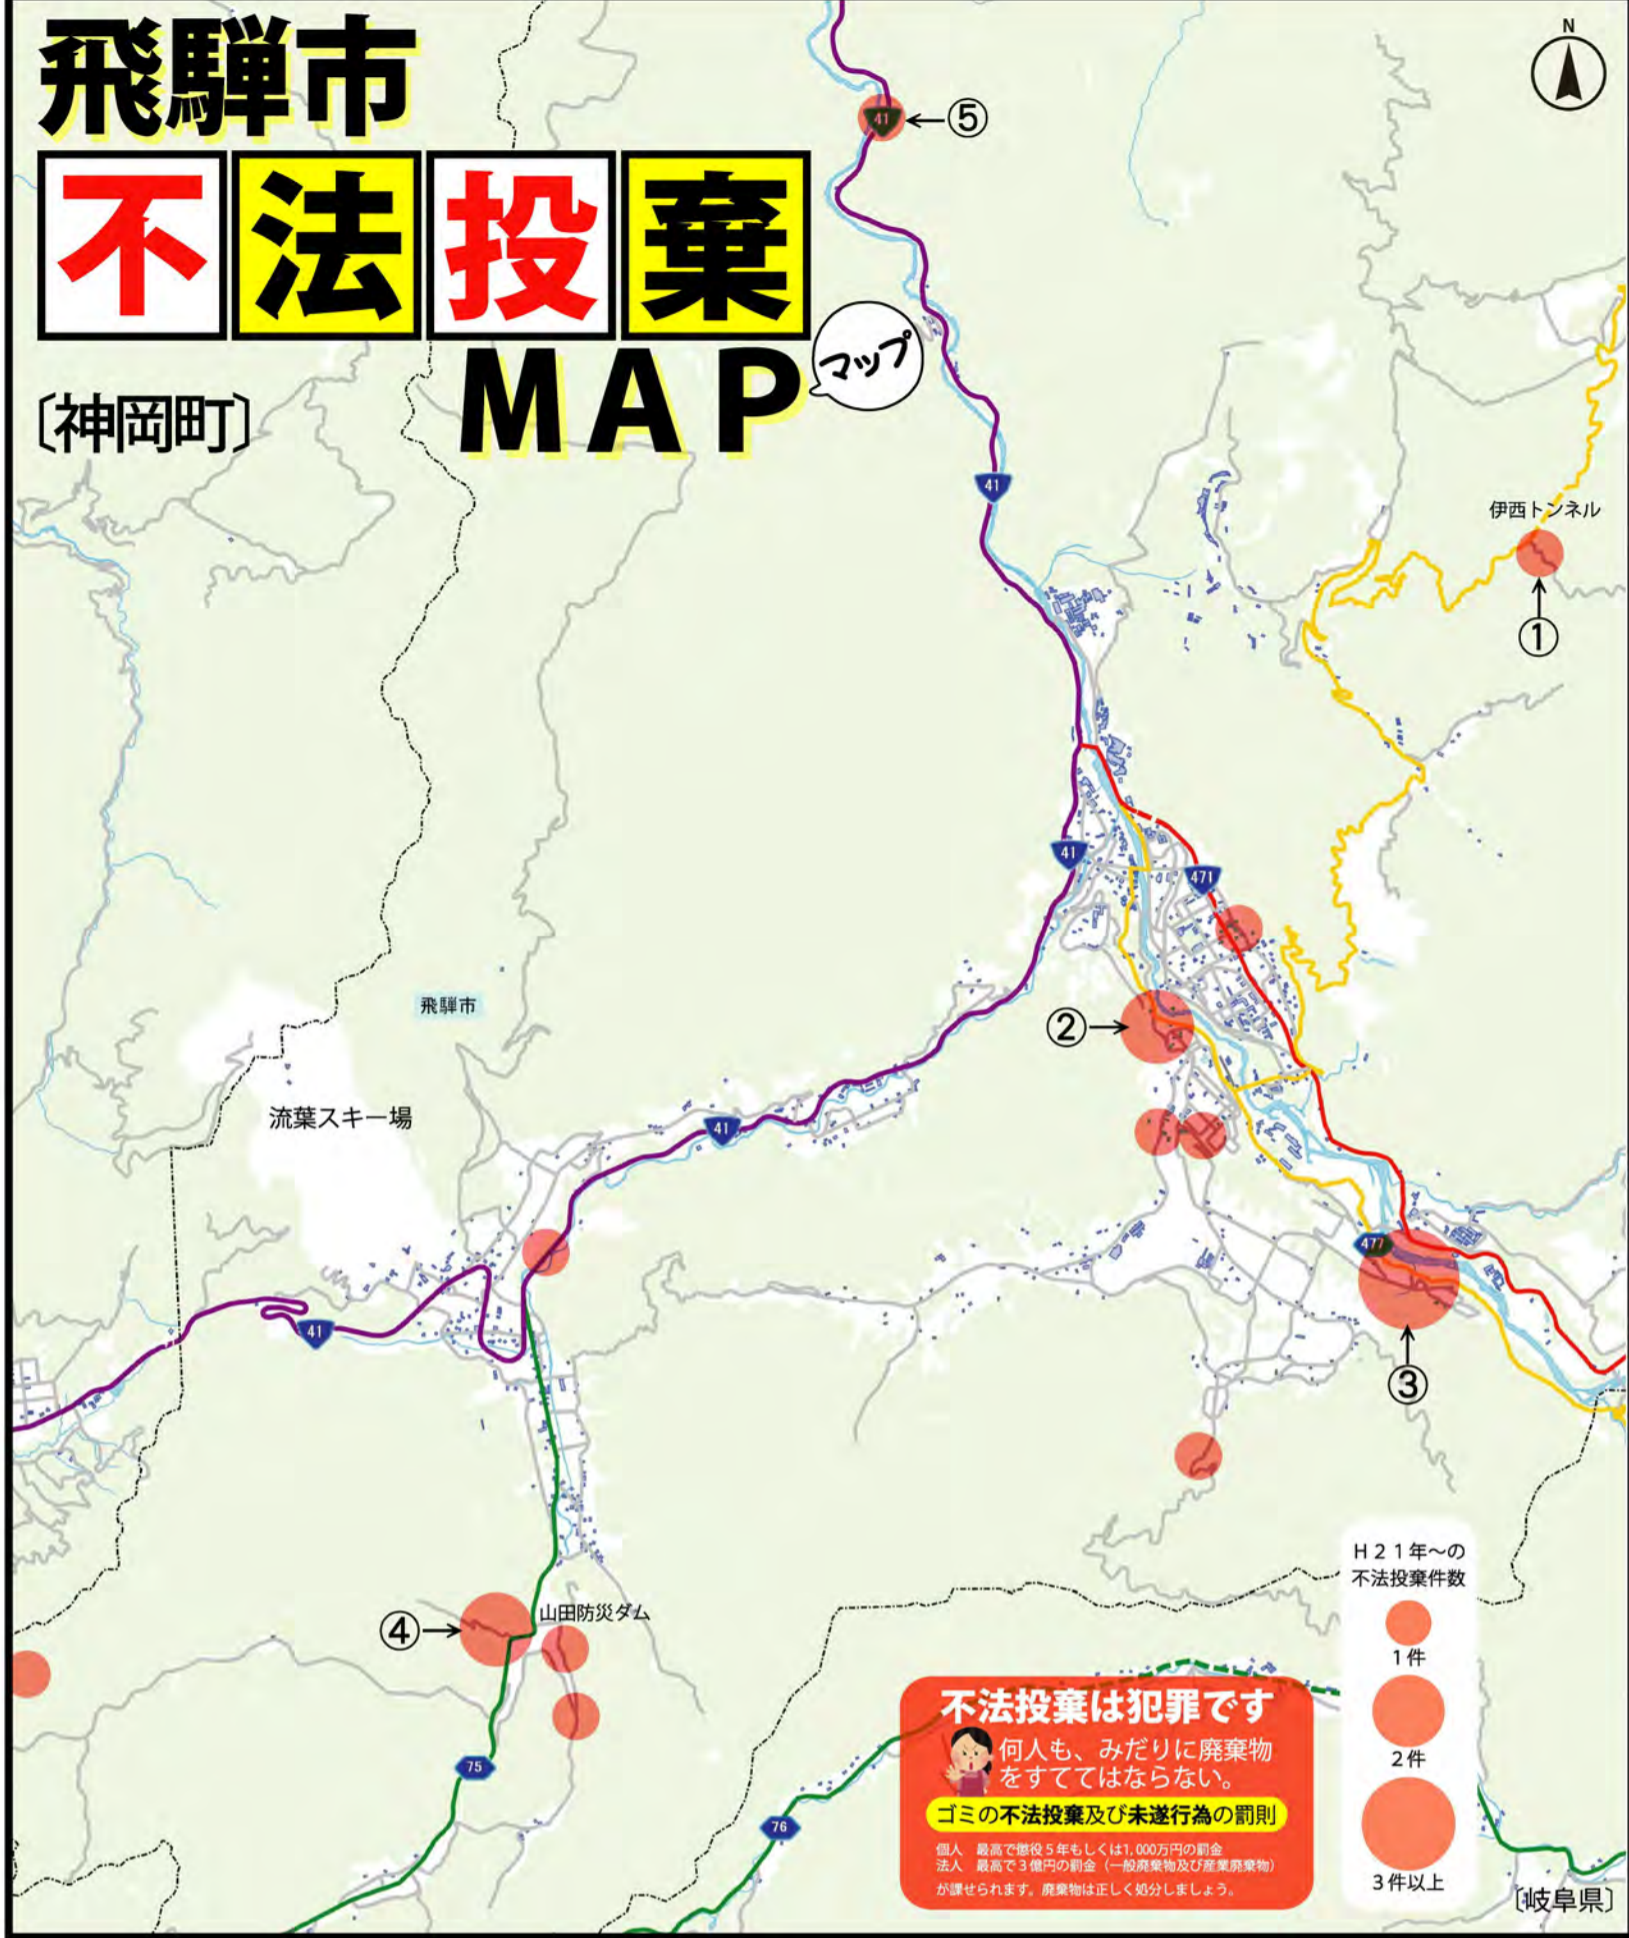 飛騨市
不法投棄
MAP
マップ
〔神岡町〕
N
41
⑤
41
伊西トンネル
①
41
471
飛騨市
②
流葉スキー場
41
477
41
③
④
山田防災ダム
75
76
H21年～の
不法投棄件数
1件
2件
3件以上
不法投棄は犯罪です
何人も、みだりに廃棄物
をすててはならない。
ゴミの不法投棄及び未遂行為の罰則
個人 最高で懲役5年もしくは1,000万円の罰金
法人 最高で3億円の罰金（一般廃棄物及び産業廃棄物）
が課せられます。廃棄物は正しく処分しましょう。
〔岐阜県〕